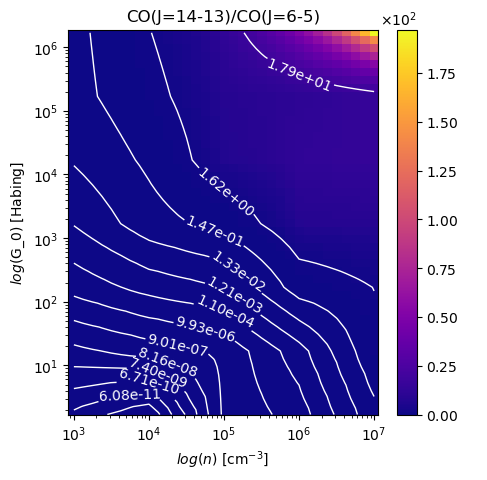 CO(J=14-13)/CO(J=6-5)
×10²
10⁶
10⁵
10⁴
10³
10²
10¹
log(G_0) [Habing]
1.79e+01
1.62e+00
1.47e-01
1.33e-02
1.21e-03
1.10e-04
9.93e-06
9.01e-07
8.16e-08
7.40e-09
6.71e-10
6.08e-11
1.75
1.50
1.25
1.00
0.75
0.50
0.25
0.00
10³ 10⁴ 10⁵ 10⁶ 10⁷
log(n) [cm⁻³]